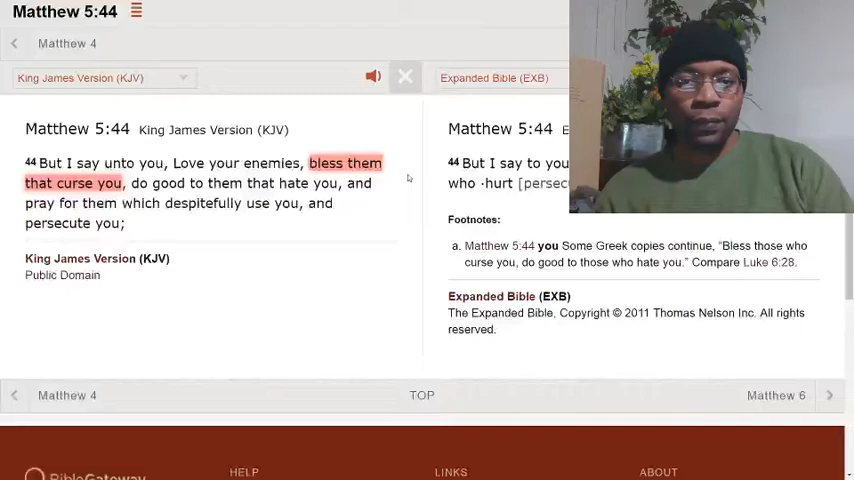 Matthew 5:44
Matthew 4
King James Version (KJV)
Expanded Bible (EXB)
Matthew 5:44 King James Version (KJV)
44 But I say unto you, Love your enemies, bless them
that curse you, do good to them that hate you, and
pray for them which despitefully use you, and
persecute you;
King James Version (KJV)
Public Domain
Matthew 5:44
44 But I say to you
who ·hurt [persec
Footnotes:
a. Matthew 5:44 you Some Greek copies continue, “Bless those who
curse you, do good to those who hate you.” Compare Luke 6:28.
Expanded Bible (EXB)
The Expanded Bible, Copyright © 2011 Thomas Nelson Inc. All rights
reserved.
Matthew 4
TOP
Matthew 6
BibleGateway
HELP
LINKS
ABOUT